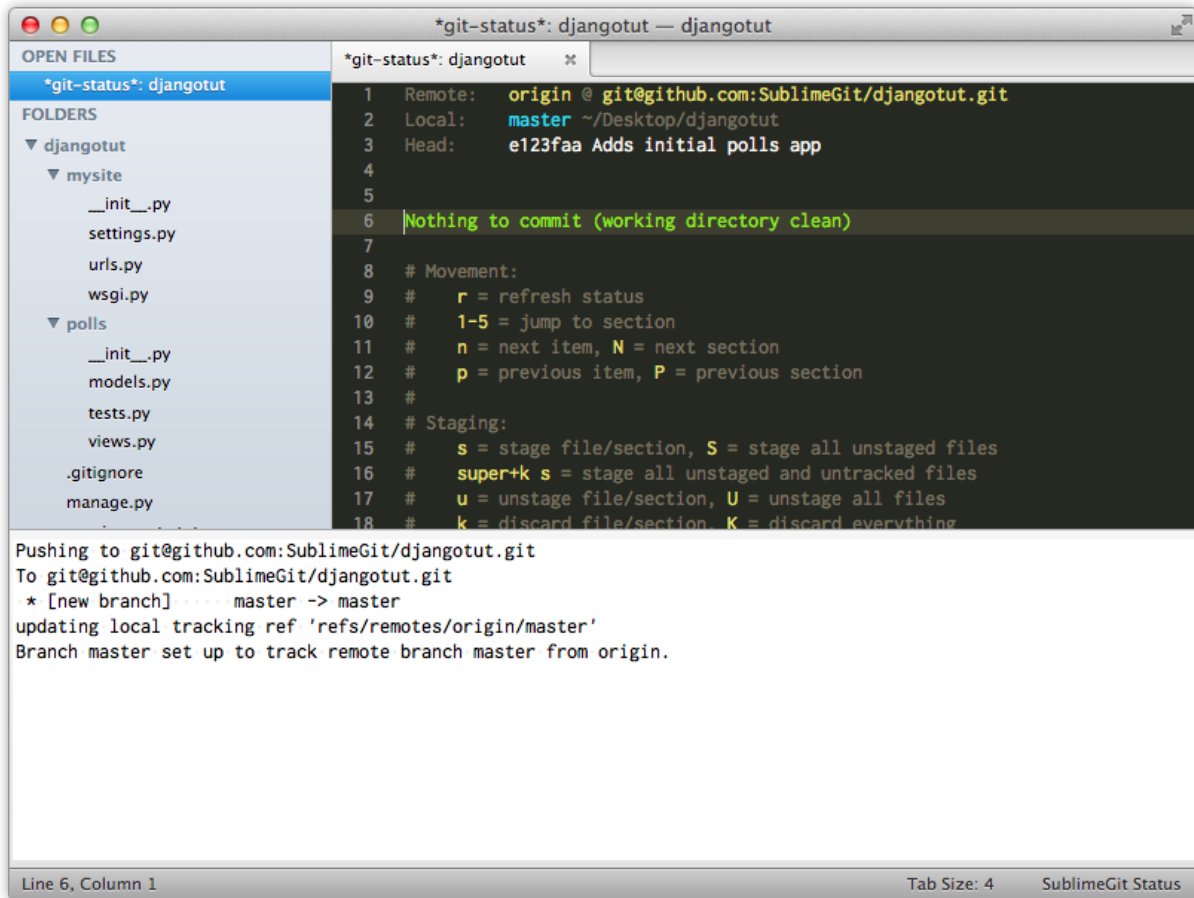 *git-status*: djangotut — djangotut
OPEN FILES
*git-status*: djangotut
FOLDERS
djangotut
mysite
__init__.py
settings.py
urls.py
wsgi.py
polls
__init__.py
models.py
tests.py
views.py
.gitignore
manage.py
*git-status*: djangotut
1 Remote: origin @ git@github.com:SublimeGit/djangotut.git
2 Local: master ~/Desktop/djangotut
3 Head: e123faa Adds initial polls app
4
5
6 Nothing to commit (working directory clean)
7
8 # Movement:
9 # r = refresh status
10 # 1-5 = jump to section
11 # n = next item, N = next section
12 # p = previous item, P = previous section
13 #
14 # Staging:
15 # s = stage file/section, S = stage all unstaged files
16 # super+k s = stage all unstaged and untracked files
17 # u = unstage file/section, U = unstage all files
18 # k = discard file/section, K = discard everything
Pushing to git@github.com:SublimeGit/djangotut.git
To git@github.com:SublimeGit/djangotut.git
* [new branch] master -> master
updating local tracking ref 'refs/remotes/origin/master'
Branch master set up to track remote branch master from origin.
Line 6, Column 1
Tab Size: 4
SublimeGit Status